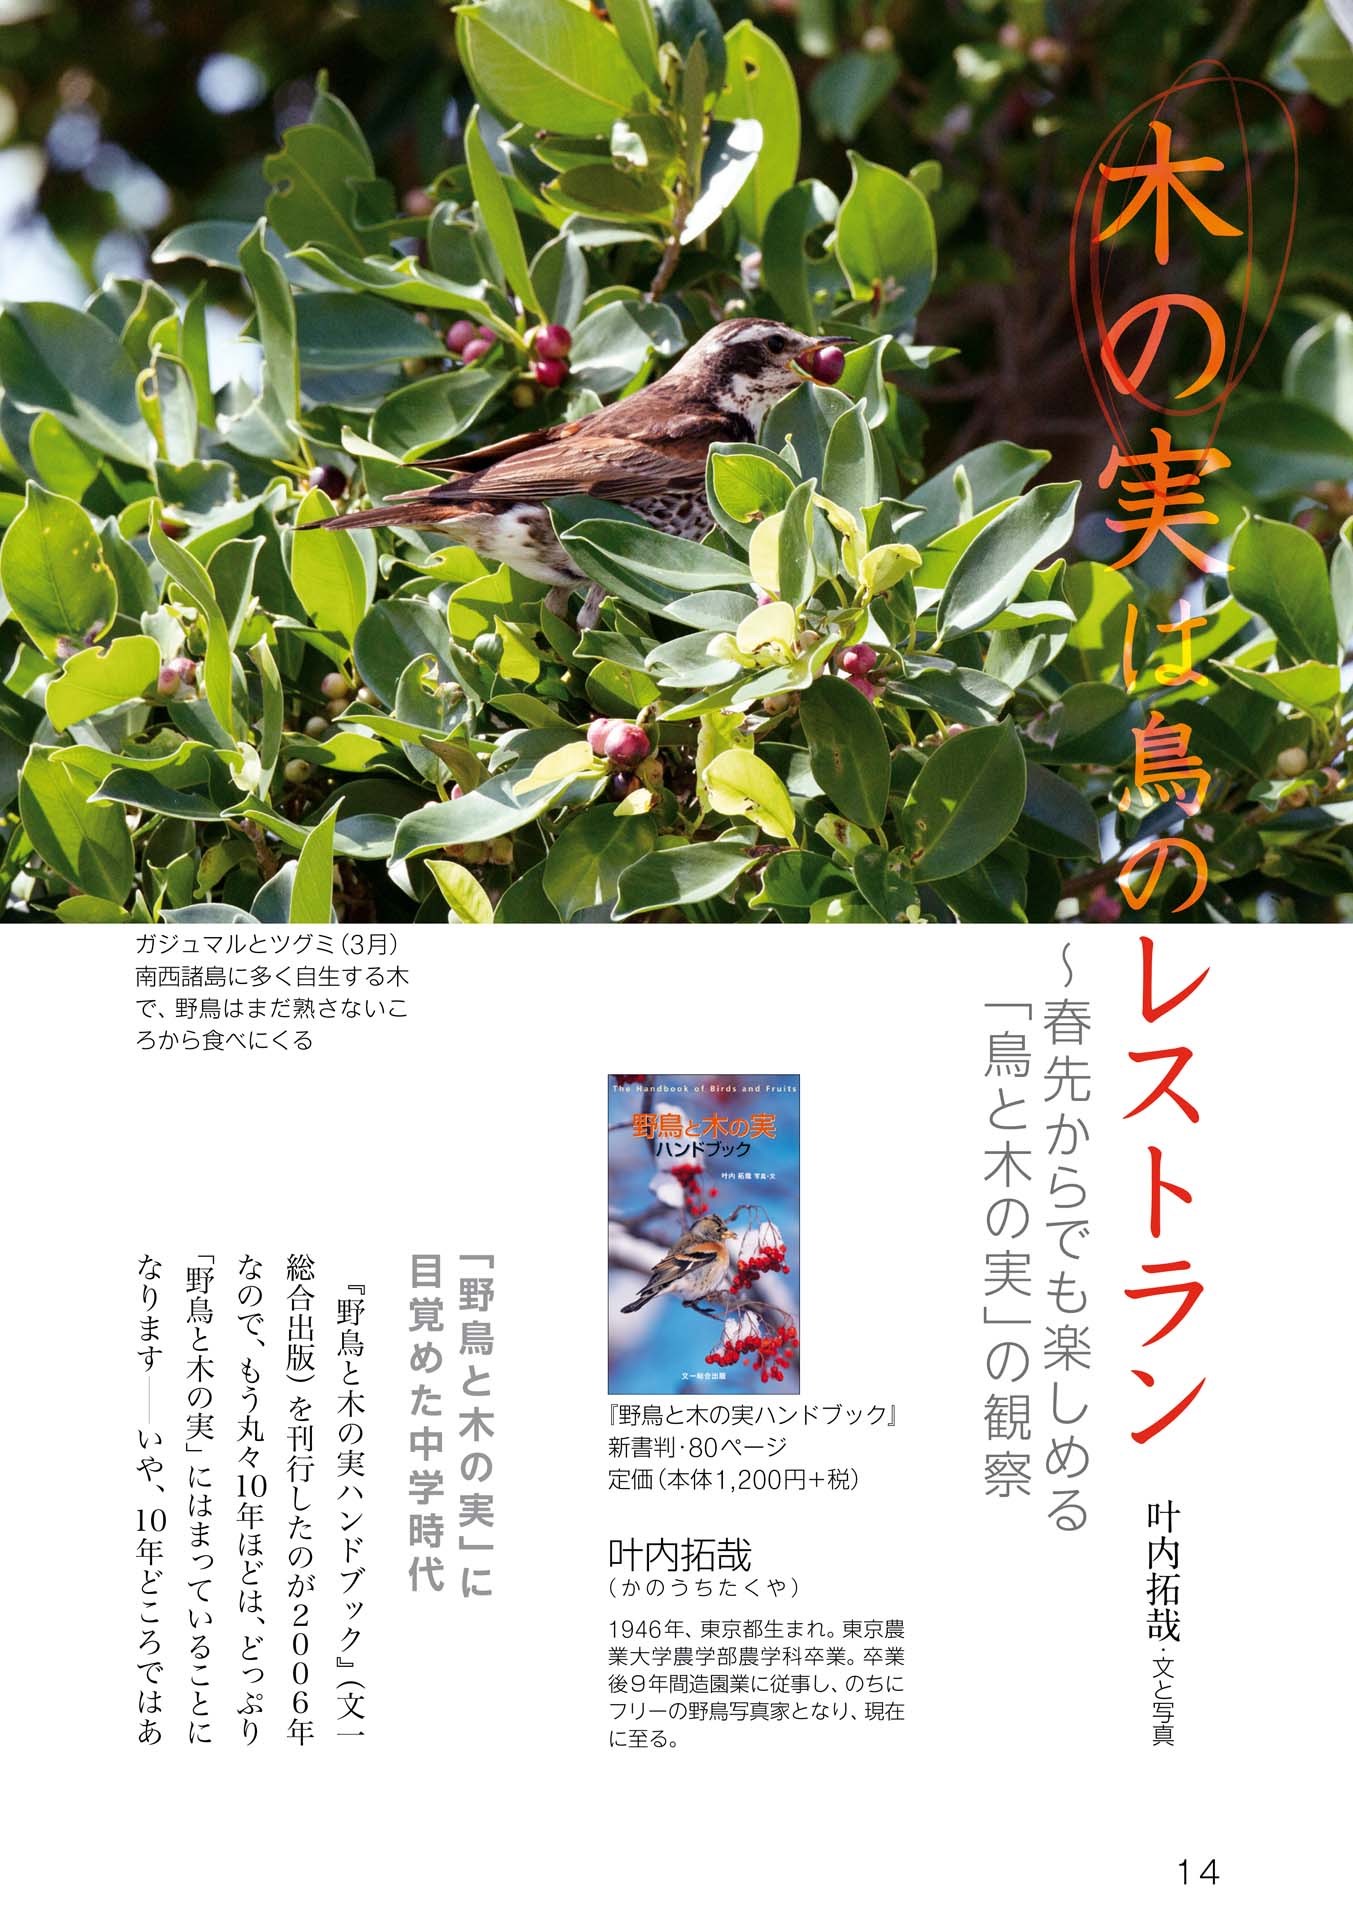 木の実は鳥のレストラン
叶内拓哉・文と写真
～春先からでも楽しめる
「鳥と木の実」の観察
ガジュマルとツグミ（3月）
南西諸島に多く自生する木
で、野鳥はまだ熟さないこ
ろから食べにくる
The Handbook of Birds and Fruits
野鳥と木の実
ハンドブック
叶内 拓哉 写真・文
文一総合出版
『野鳥と木の実ハンドブック』
新書判・80ページ
定価（本体1,200円＋税）
叶内拓哉
（かのうちたくや）
1946年、東京都生まれ。東京農
業大学農学部農学科卒業。卒業
後９年間造園業に従事し、のちに
フリーの野鳥写真家となり、現在
に至る。
「野鳥と木の実」に
目覚めた中学時代
『野鳥と木の実ハンドブック』（文一
総合出版）を刊行したのが２００６年
なので、もう丸々10年ほどは、どっぷり
「野鳥と木の実」にはまっていることに
なります――いや、10年どころではあ
14